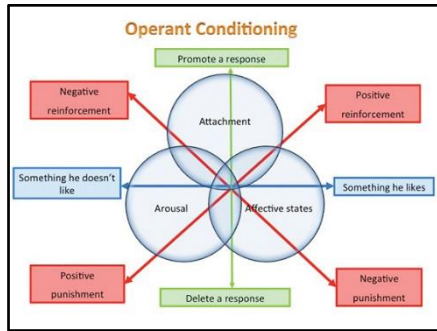 Operant Conditioning
Promote a response
Negative
reinforcement
Positive
reinforcement
Attachment
Something he doesn't
like
Something he likes
Arousal
Affective states
Positive
punishment
Negative
punishment
Delete a response